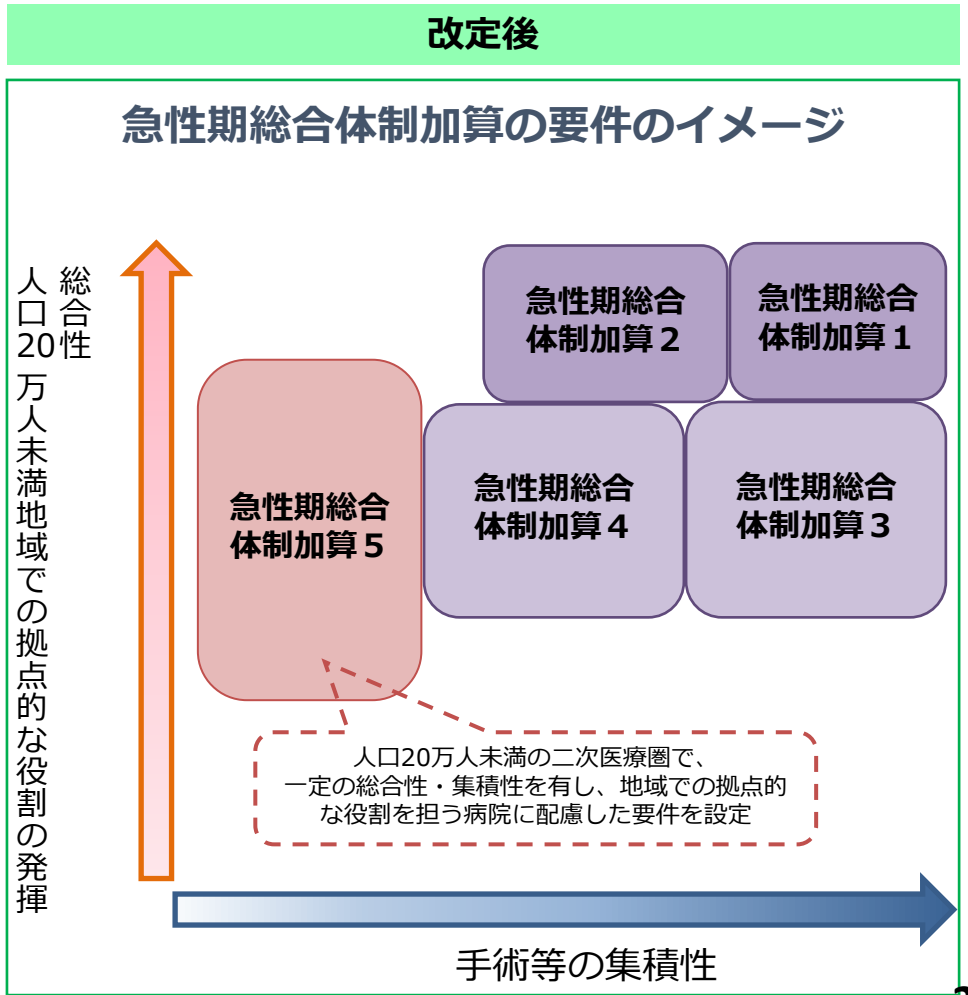 改定後
急性期総合体制加算の要件のイメージ
総合性
人口20万人未満地域での拠点的な役割の発揮
急性期総合
体制加算２
急性期総合
体制加算１
急性期総合
体制加算５
急性期総合
体制加算４
急性期総合
体制加算３
人口20万人未満の二次医療圏で、
一定の総合性・集積性を有し、地域での拠点的
な役割を担う病院に配慮した要件を設定
手術等の集積性